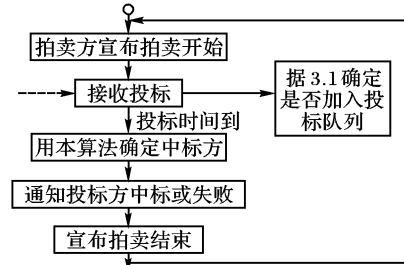 拍卖方宣布拍卖开始
接收投标
据 3.1 确定
是否加入投
标队列
投标时间到
用本算法确定中标方
通知投标方中标或失败
宣布拍卖结束